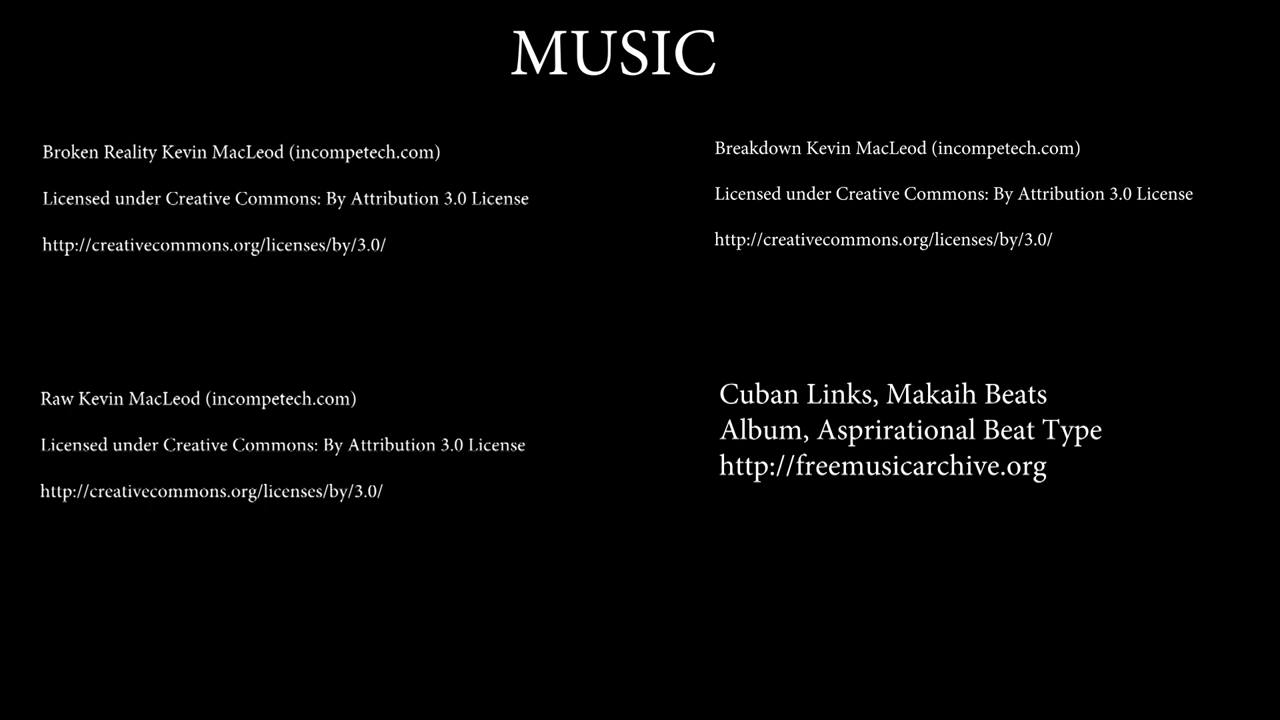 MUSIC
Broken Reality Kevin MacLeod (incompetech.com)
Licensed under Creative Commons: By Attribution 3.0 License
http://creativecommons.org/licenses/by/3.0/
Breakdown Kevin MacLeod (incompetech.com)
Licensed under Creative Commons: By Attribution 3.0 License
http://creativecommons.org/licenses/by/3.0/
Raw Kevin MacLeod (incompetech.com)
Licensed under Creative Commons: By Attribution 3.0 License
http://creativecommons.org/licenses/by/3.0/
Cuban Links, Makaih Beats
Album, Asprirational Beat Type
http://freemusicarchive.org